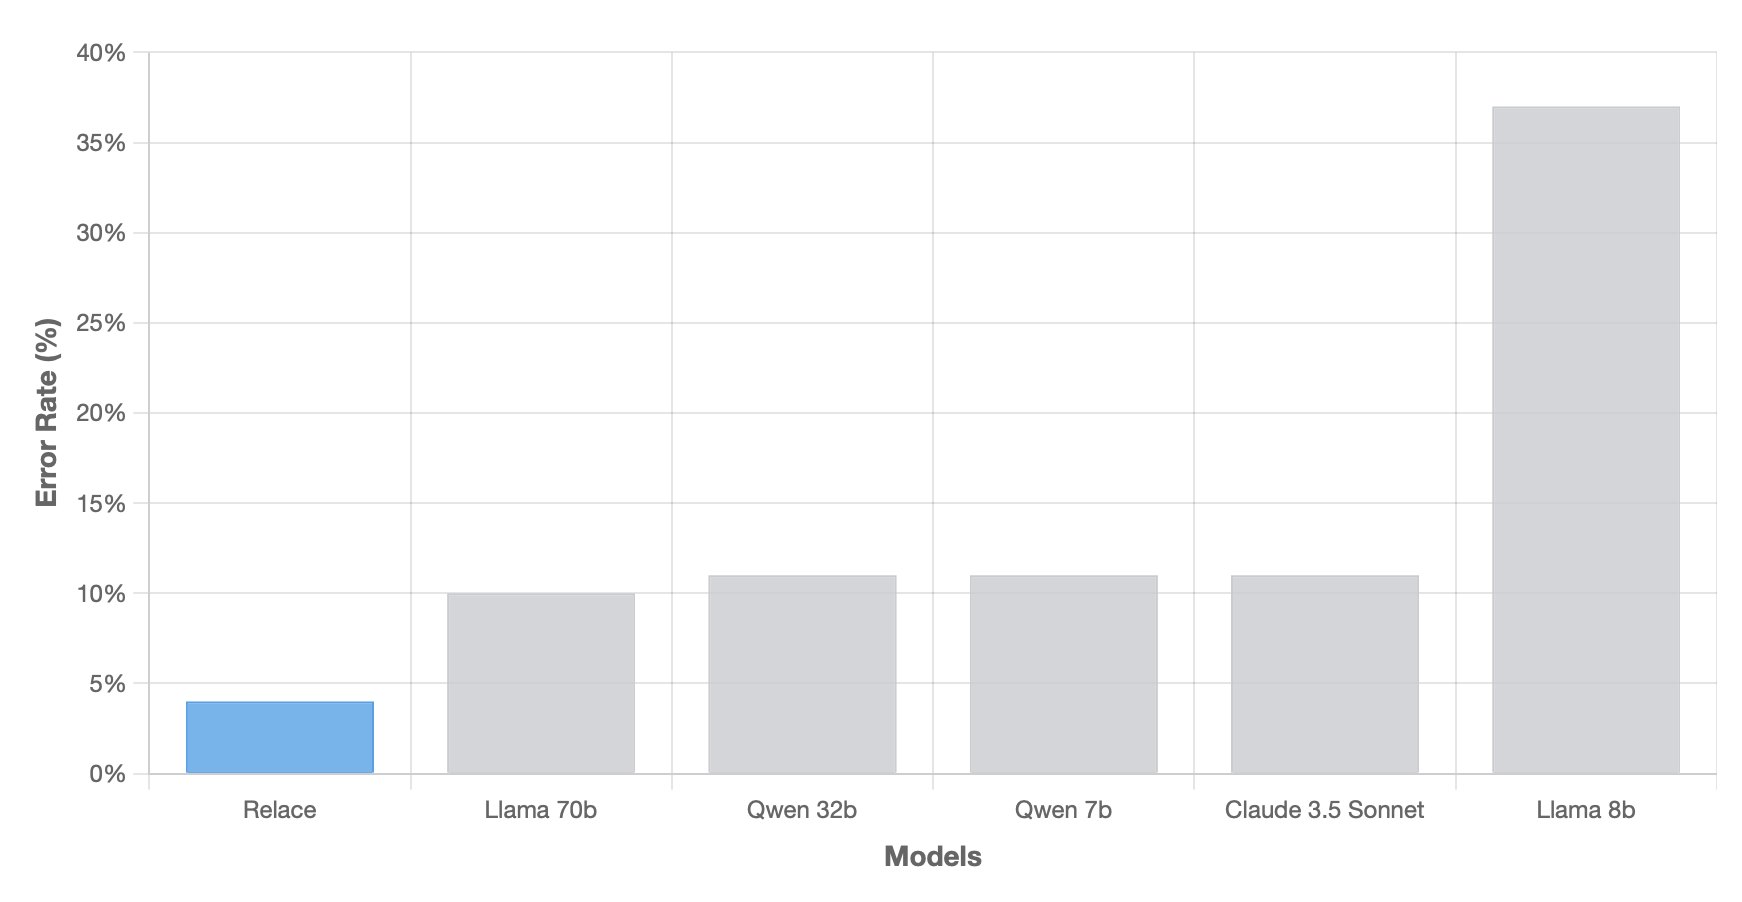 40%
35%
30%
25%
20%
15%
10%
5%
0%
Error Rate (%)
Relace
Llama 70b
Qwen 32b
Qwen 7b
Claude 3.5 Sonnet
Llama 8b
Models